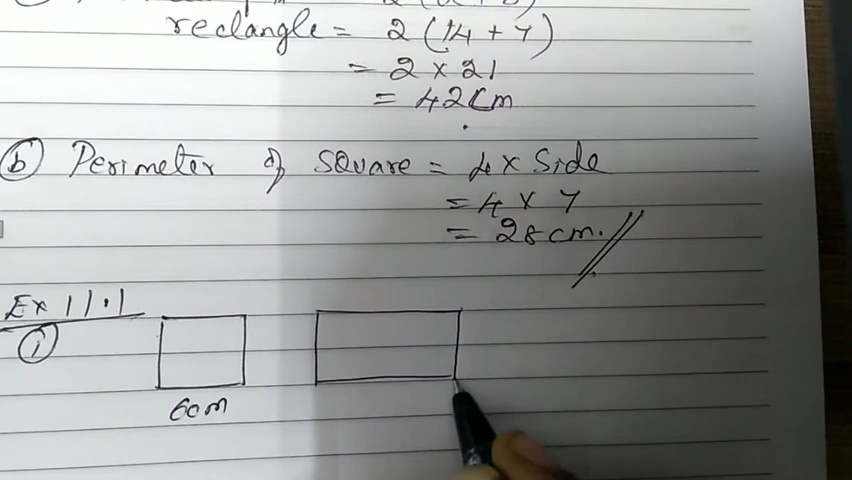 rectangle = 2 (14 + 7)
= 2 × 21
= 42 Cm
(b) Perimeter of SQuare = 4 × Side
= 4 × 7
= 28 cm.
Ex 11.1
(i)
60m